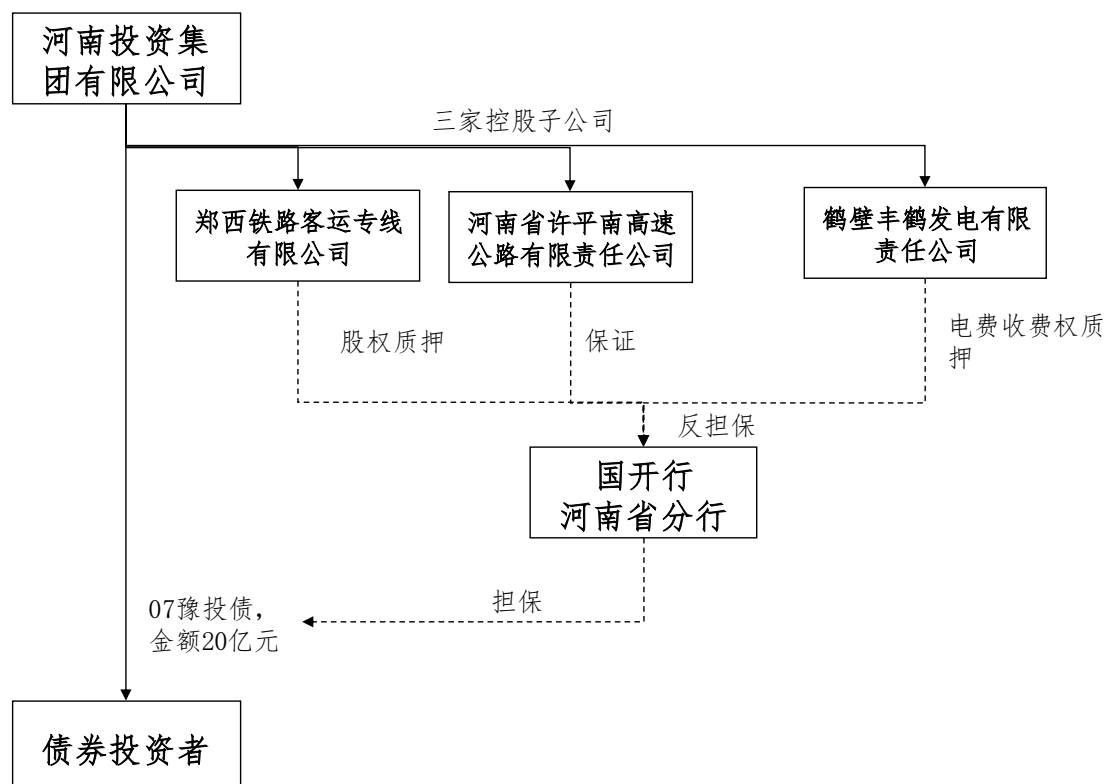 河南投资集
团有限公司
三家控股子公司
郑西铁路客运专线
有限公司
河南省许平南高速
公路有限责任公司
鹤壁丰鹤发电有限
责任公司
股权质押
保证
电费收费权质
押
反担保
国开行
河南省分行
担保
07豫投债，
金额20亿元
债券投资者